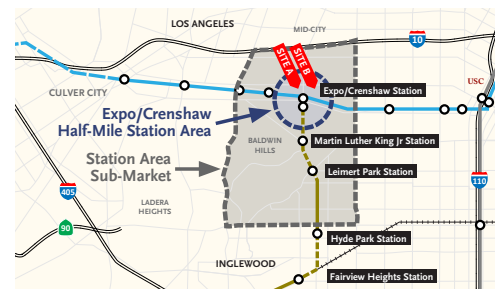 LOS ANGELES
MID-CITY
10
SITE A
SITE B
USC
CULVER CITY
Expo/Crenshaw Station
Expo/Crenshaw
Half-Mile Station Area
BALDWIN
HILLS
Martin Luther King Jr Station
Station Area
Sub-Market
Leimert Park Station
110
405
LADERA
HEIGHTS
90
Hyde Park Station
INGLEWOOD
Fairview Heights Station